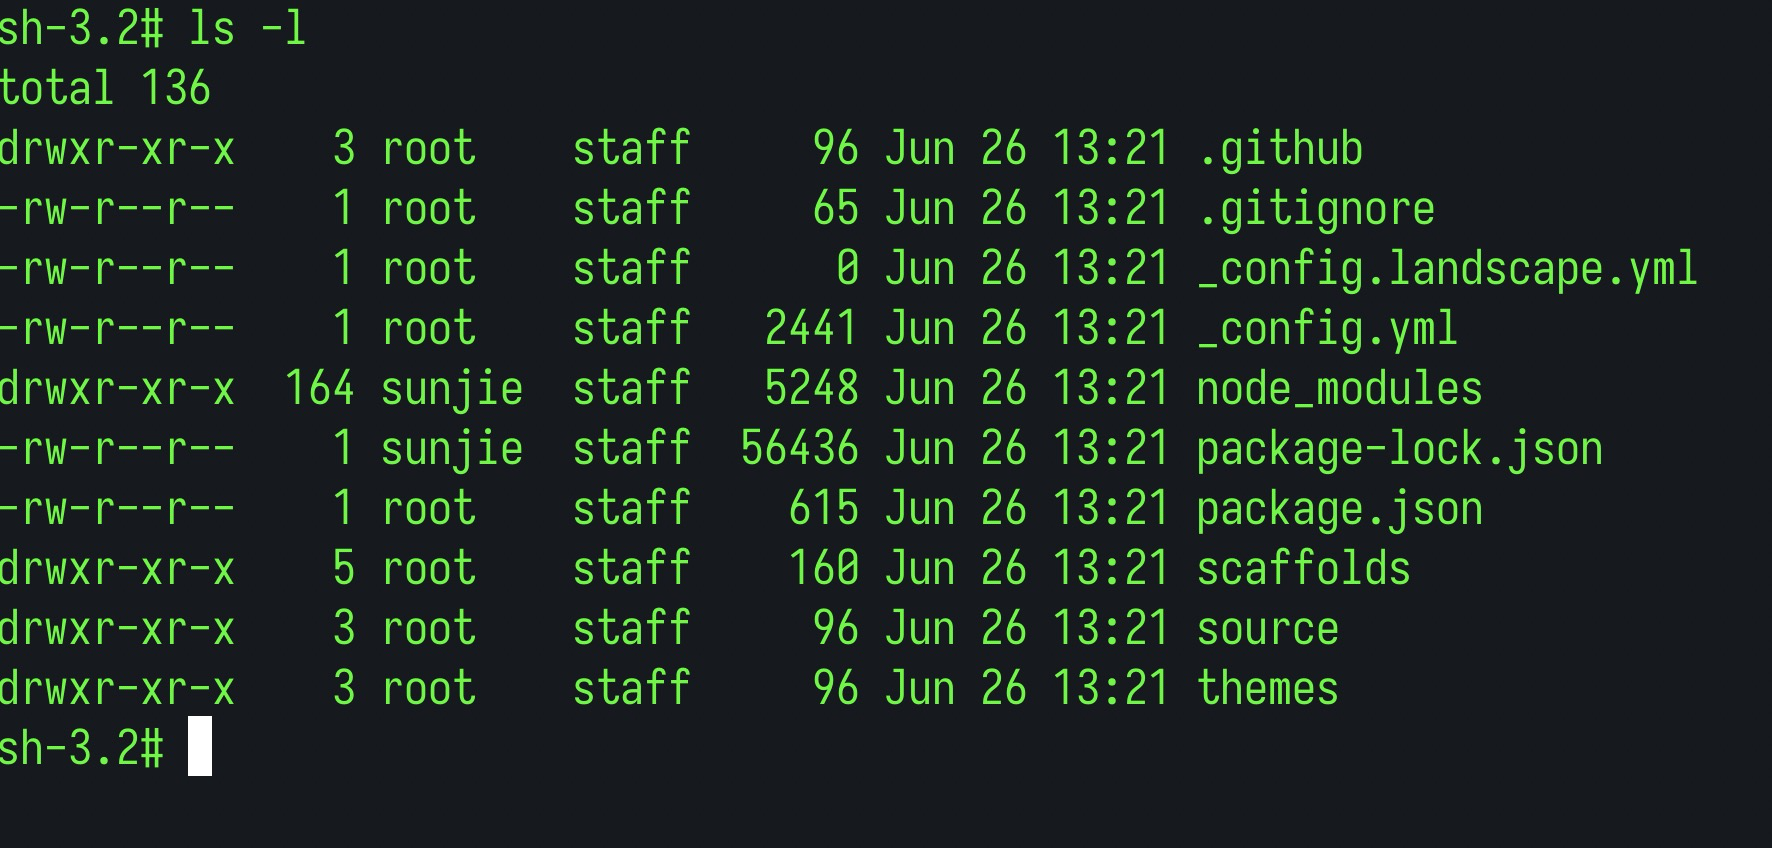 sh-3.2# ls -l
total 136
drwxr-xr-x    3 root    staff     96 Jun 26 13:21 .github
-rw-r--r--    1 root    staff     65 Jun 26 13:21 .gitignore
-rw-r--r--    1 root    staff      0 Jun 26 13:21 _config.landscape.yml
-rw-r--r--    1 root    staff   2441 Jun 26 13:21 _config.yml
drwxr-xr-x  164 sunjie  staff   5248 Jun 26 13:21 node_modules
-rw-r--r--    1 sunjie  staff  56436 Jun 26 13:21 package-lock.json
-rw-r--r--    1 root    staff    615 Jun 26 13:21 package.json
drwxr-xr-x    5 root    staff    160 Jun 26 13:21 scaffolds
drwxr-xr-x    3 root    staff     96 Jun 26 13:21 source
drwxr-xr-x    3 root    staff     96 Jun 26 13:21 themes
sh-3.2#